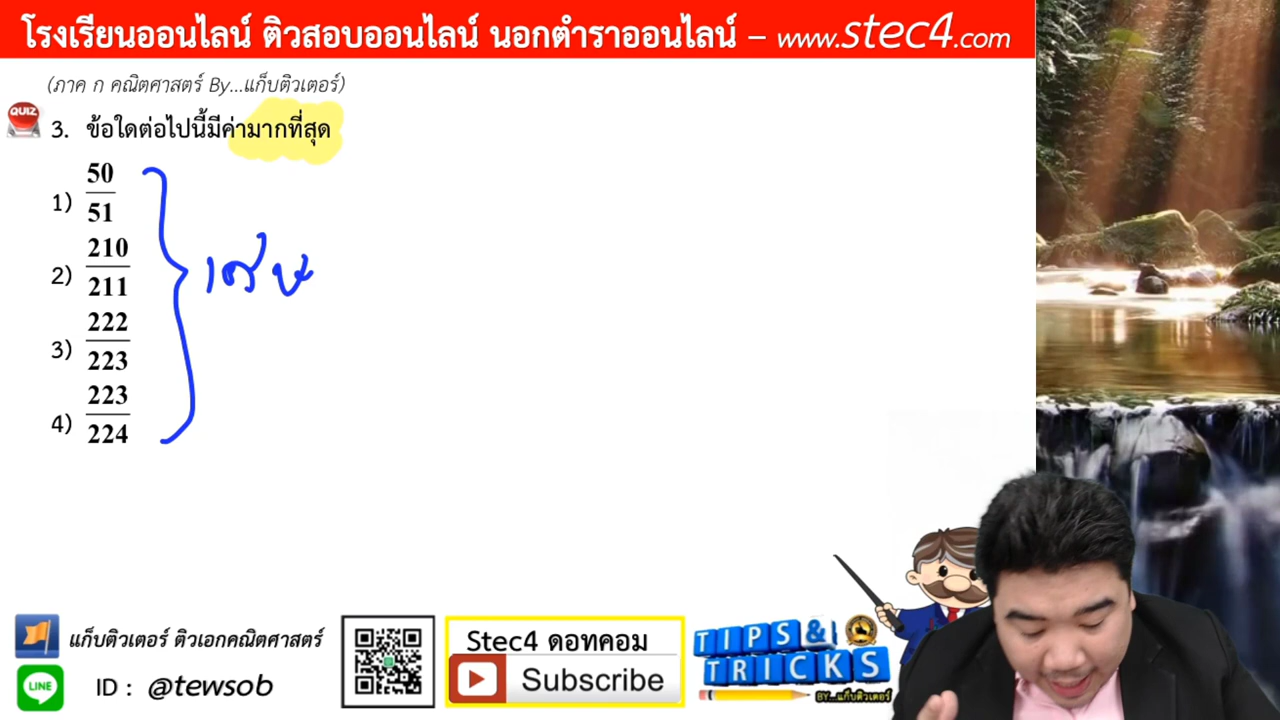 โรงเรียนออนไลน์ ติวสอบออนไลน์ นอกตำราออนไลน์ – www.stec4.com
(ภาค ก คณิตศาสตร์ By...แก็บติวเตอร์)
QUIZ
3. ข้อใดต่อไปนี้มีค่ามากที่สุด
1) 50/51
2) 210/211
3) 222/223
4) 223/224
เศษ
แก็บติวเตอร์ ติวเอกคณิตศาสตร์
LINE
ID : @tewsob
Stec4 ดอทคอม
Subscribe
TIPS &
TRICKS
BY...แก็บติวเตอร์